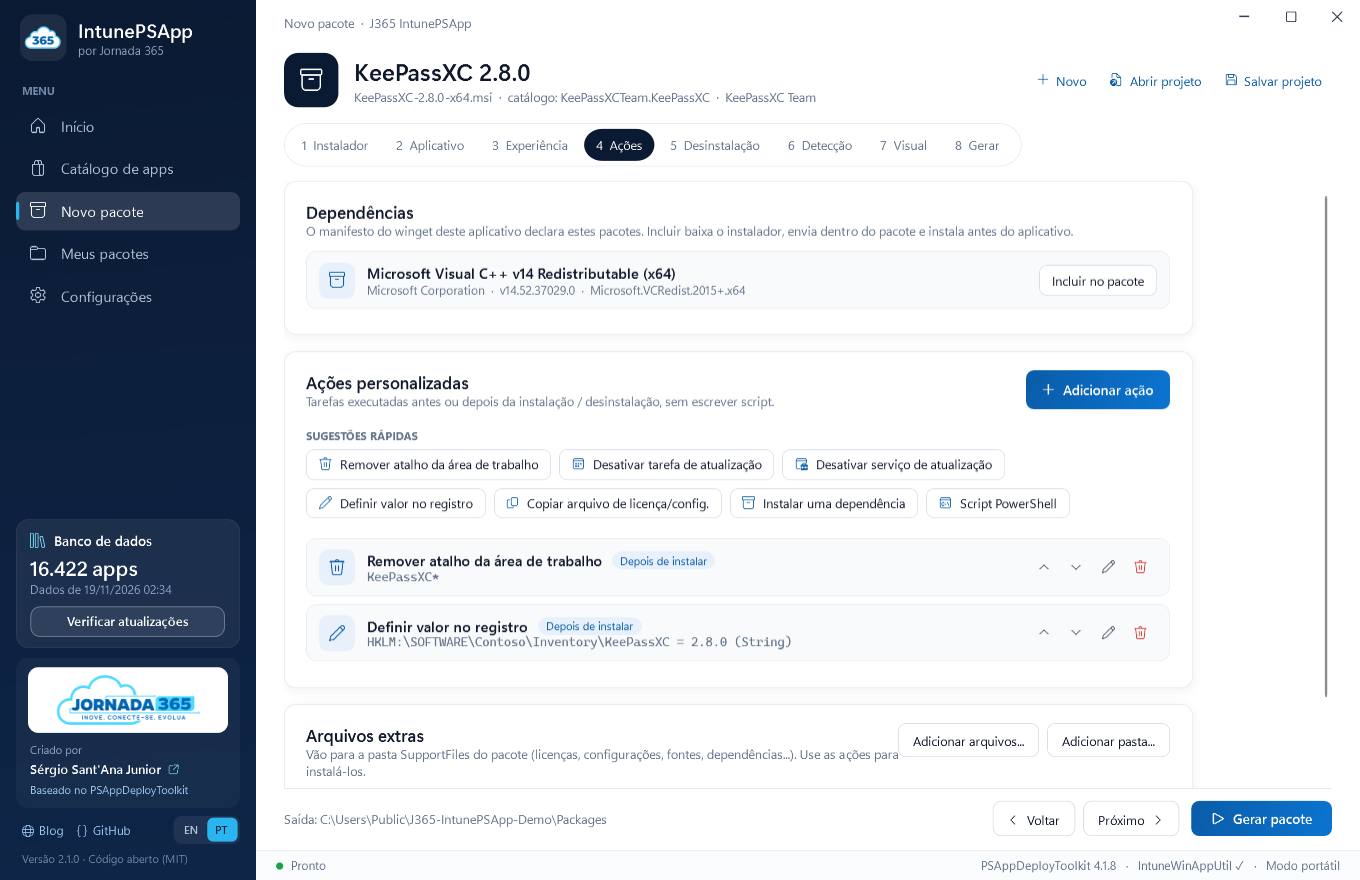 365
IntunePSApp
por Jornada 365
MENU
Início
Catálogo de apps
Novo pacote
Meus pacotes
Configurações
Banco de dados
16.422 apps
Dados de 19/11/2026 02:34
Verificar atualizações
JORNADA 365
INOVE. CONECTE-SE. EVOLUA
Criado por
Sérgio Sant'Ana Junior
Baseado no PSAppDeployToolkit
Blog {} GitHub EN PT
Versão 2.1.0 · Código aberto (MIT)
Novo pacote · J365 IntunePSApp
KeePassXC 2.8.0
KeePassXC-2.8.0-x64.msi · catálogo: KeePassXCTeam.KeePassXC · KeePassXC Team
Novo Abrir projeto Salvar projeto
1 Instalador 2 Aplicativo 3 Experiência 4 Ações 5 Desinstalação 6 Detecção 7 Visual 8 Gerar
Dependências
O manifesto do winget deste aplicativo declara estes pacotes. Incluir baixa o instalador, envia dentro do pacote e instala antes do aplicativo.
Microsoft Visual C++ v14 Redistributable (x64)
Microsoft Corporation · v14.52.37029.0 · Microsoft.VCRedist.2015+.x64
Incluir no pacote
Ações personalizadas
Tarefas executadas antes ou depois da instalação / desinstalação, sem escrever script.
Adicionar ação
SUGESTÕES RÁPIDAS
Remover atalho da área de trabalho Desativar tarefa de atualização Desativar serviço de atualização
Definir valor no registro Copiar arquivo de licença/config. Instalar uma dependência Script PowerShell
Remover atalho da área de trabalho Depois de instalar
KeePassXC*
Definir valor no registro Depois de instalar
HKLM:\SOFTWARE\Contoso\Inventory\KeePassXC = 2.8.0 (String)
Arquivos extras
Vão para a pasta SupportFiles do pacote (licenças, configurações, fontes, dependências...). Use as ações para
instalá-los.
Adicionar arquivos... Adicionar pasta...
Saída: C:\Users\Public\J365-IntunePSApp-Demo\Packages
Voltar Próximo Gerar pacote
Pronto
PSAppDeployToolkit 4.1.8 · IntuneWinAppUtil ✓ · Modo portátil